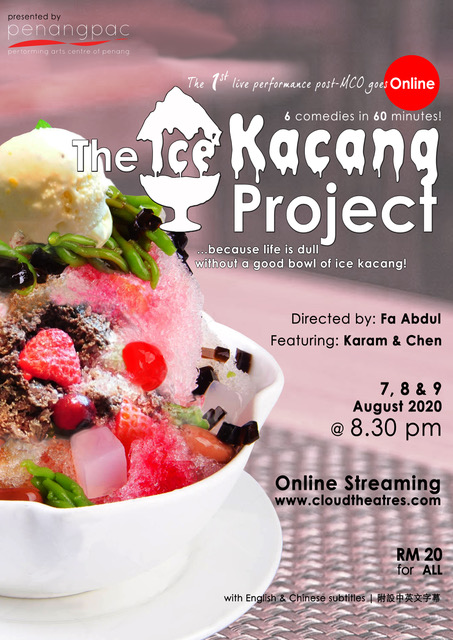 presented by
penangpac
performing arts centre of penang
The 1st live performance post-MCO goes Online
6 comedies in 60 minutes!
The Ice Kacang
Project
...because life is dull
without a good bowl of ice kacang!
Directed by: Fa Abdul
Featuring: Karam & Chen
7, 8 & 9
August 2020
@ 8.30 pm
Online Streaming
www.cloudtheatres.com
RM 20
for ALL
with English & Chinese subtitles | 附設中英文字幕